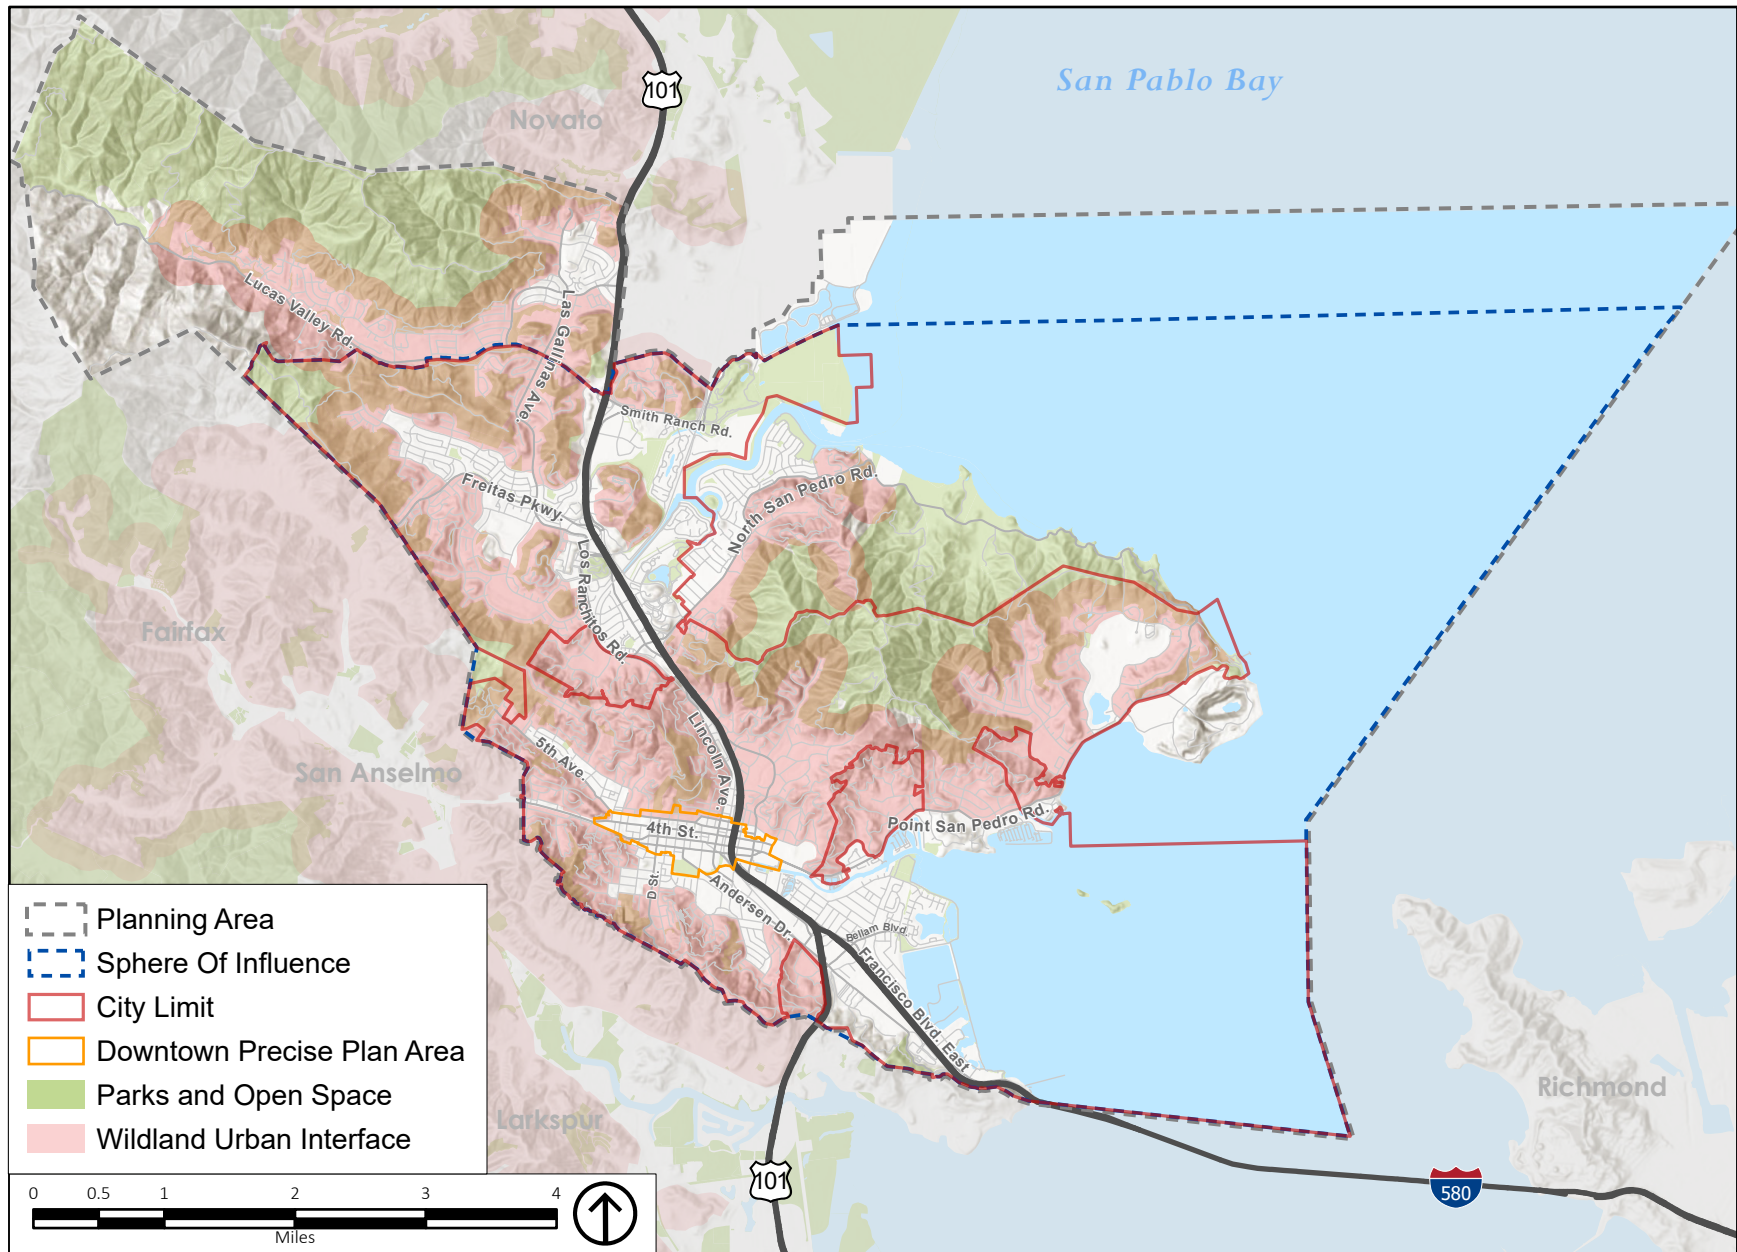 San Pablo Bay
101
Novato
Lucas Valley Rd.
Las Gallinas Ave.
Smith Ranch Rd.
Freitas Pkwy.
North San Pedro Rd.
Los Ranchitos Rd.
Fairfax
Lincoln Ave.
5th Ave.
San Anselmo
4th St.
Point San Pedro Rd.
D St.
Andersen Dr.
Bellam Blvd.
Francisco Blvd. East
Larkspur
Richmond
101
580
Planning Area
Sphere Of Influence
City Limit
Downtown Precise Plan Area
Parks and Open Space
Wildland Urban Interface
0 0.5 1 2 3 4
Miles